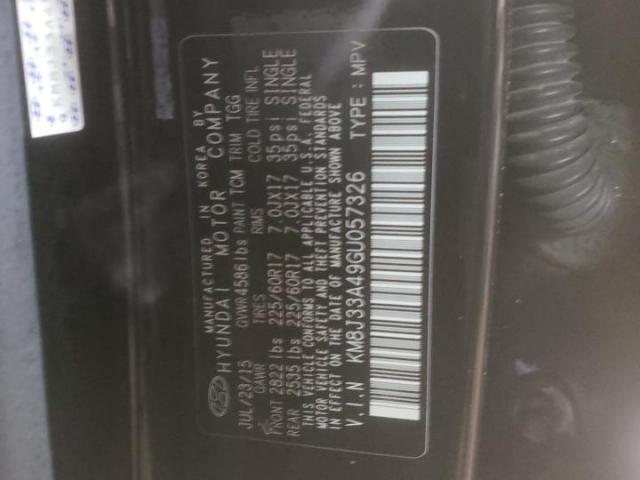 MANUFACTURED IN KOREA BY
HYUNDAI MOTOR COMPANY
JUL/23/15 GVWR4586lbs PAINT TCM TRIM TGG
GAWR TIRES RIMS COLD TIRE INFL
FRONT 2822 lbs 225/60R17 7.0JX17 35psi SINGLE
REAR 2535 lbs 225/60R17 7.0JX17 35psi SINGLE
THIS VEHICLE CONFORMS TO ALL APPLICABLE U.S.A. FEDERAL
MOTOR VEHICLE SAFETY AND THEFT PREVENTION STANDARDS
IN EFFECT ON THE DATE OF MANUFACTURE SHOWN ABOVE
V.I.N KM8J33A49GU057326 TYPE : MPV